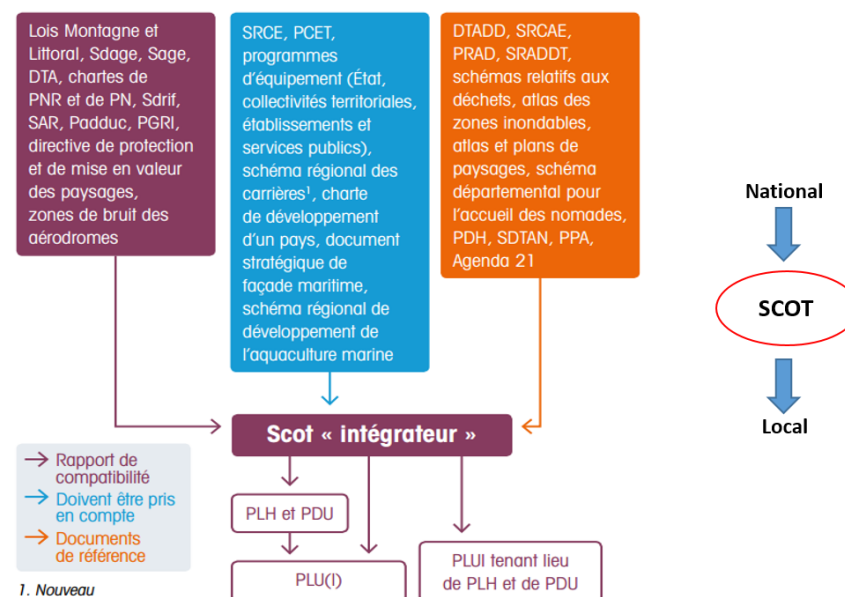 Lois Montagne et
Littoral, Sdage, Sage,
DTA, chartes de
PNR et de PN, Sdrif,
SAR, Padduc, PGRI,
directive de protection
et de mise en valeur
des paysages,
zones de bruit des
aérodromes
SRCE, PCET,
programmes
d’équipement (État,
collectivités territoriales,
établissements et
services publics),
schéma régional des
carrières¹, charte
de développement
d’un pays, document
stratégique de
façade maritime,
schéma régional de
développement de
l’aquaculture marine
DTADD, SRCAE,
PRAD, SRADDT,
schémas relatifs aux
déchets, atlas des
zones inondables,
atlas et plans de
paysages, schéma
départemental pour
l’accueil des nomades,
PDH, SDTAN, PPA,
Agenda 21
National
SCOT
Local
Scot « intégrateur »
Rapport de
compatibilité
Doivent être pris
en compte
Documents
de référence
1. Nouveau
PLH et PDU
PLU(I)
PLUI tenant lieu
de PLH et de PDU